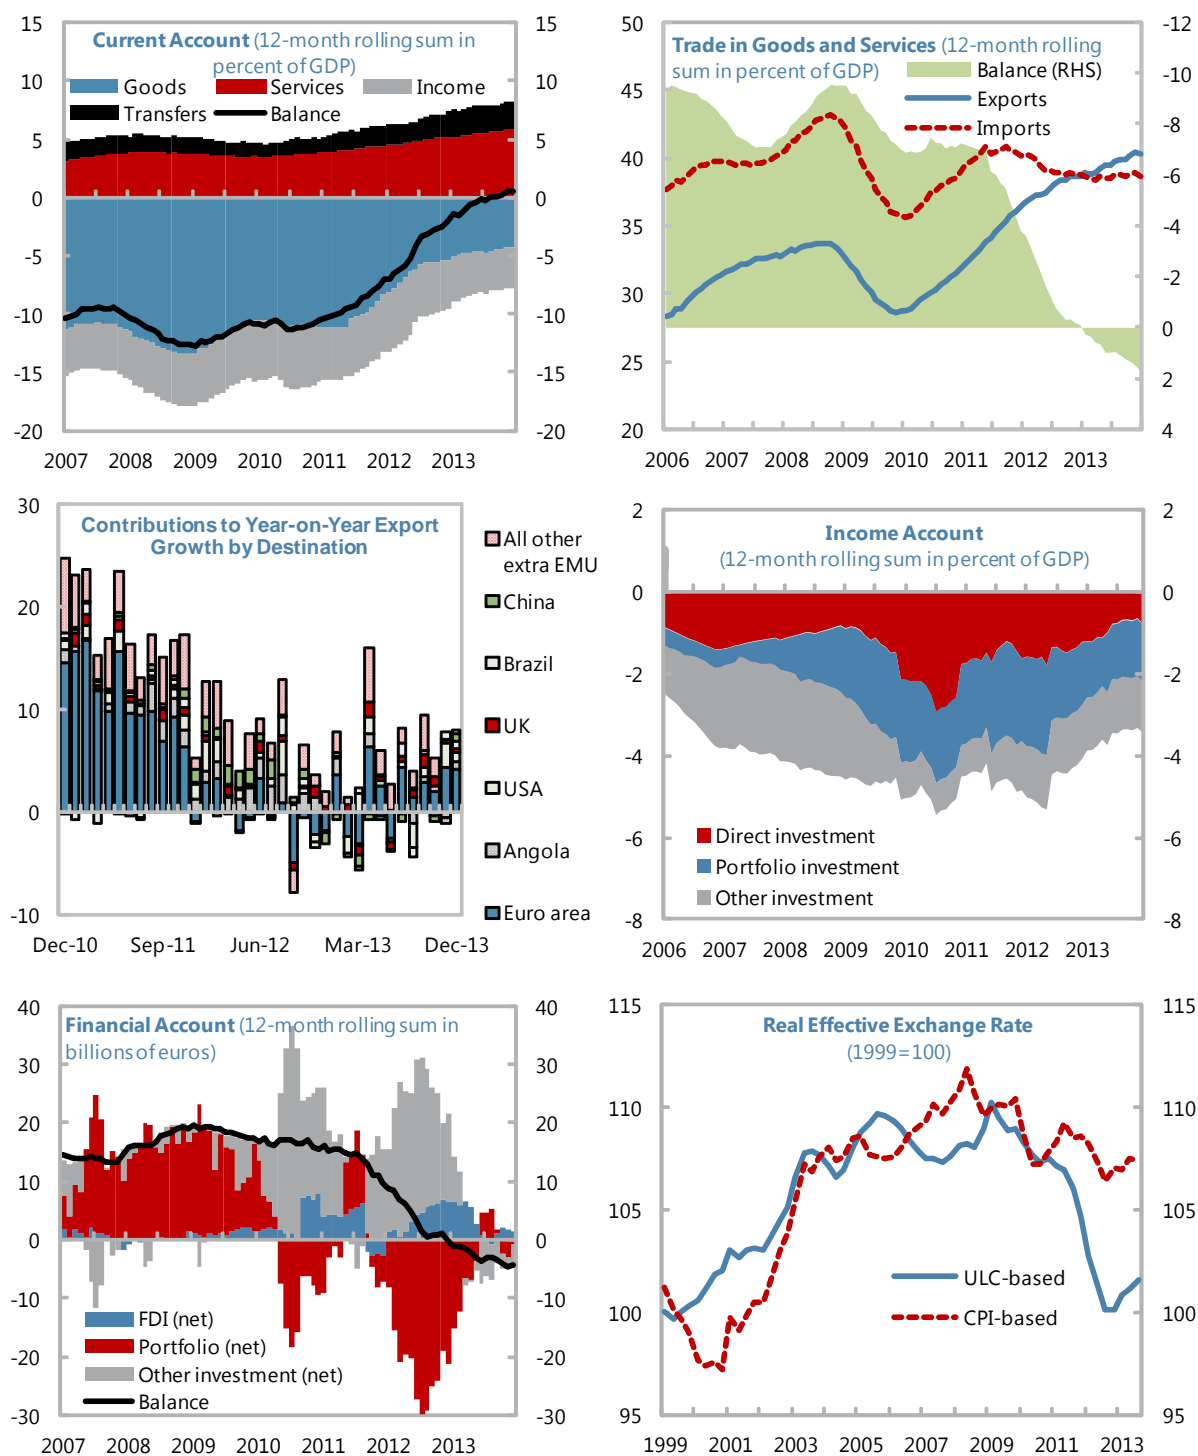 Current Account (12-month rolling sum in
percent of GDP)
Goods
Services
Income
Transfers
Balance
15
10
5
0
-5
-10
-15
-20
15
10
5
0
-5
-10
-15
-20
2007 2008 2009 2010 2011 2012 2013
Trade in Goods and Services (12-month rolling
sum in percent of GDP)
Balance (RHS)
Exports
Imports
50
45
40
35
30
25
20
-12
-10
-8
-6
-4
-2
0
2
4
2006 2007 2008 2009 2010 2011 2012 2013
Contributions to Year-on-Year Export
Growth by Destination
30
20
10
0
-10
Dec-10 Sep-11 Jun-12 Mar-13 Dec-13
All other
extra EMU
China
Brazil
UK
USA
Angola
Euro area
Income Account
(12-month rolling sum in percent of GDP)
2
0
-2
-4
-6
-8
2
0
-2
-4
-6
-8
Direct investment
Portfolio investment
Other investment
2006 2007 2008 2009 2010 2011 2012 2013
Financial Account (12-month rolling sum in
billions of euros)
40
30
20
10
0
-10
-20
-30
40
30
20
10
0
-10
-20
-30
FDI (net)
Portfolio (net)
Other investment (net)
Balance
2007 2008 2009 2010 2011 2012 2013
Real Effective Exchange Rate
(1999=100)
115
110
105
100
95
115
110
105
100
95
ULC-based
CPI-based
1999 2001 2003 2005 2007 2009 2011 2013